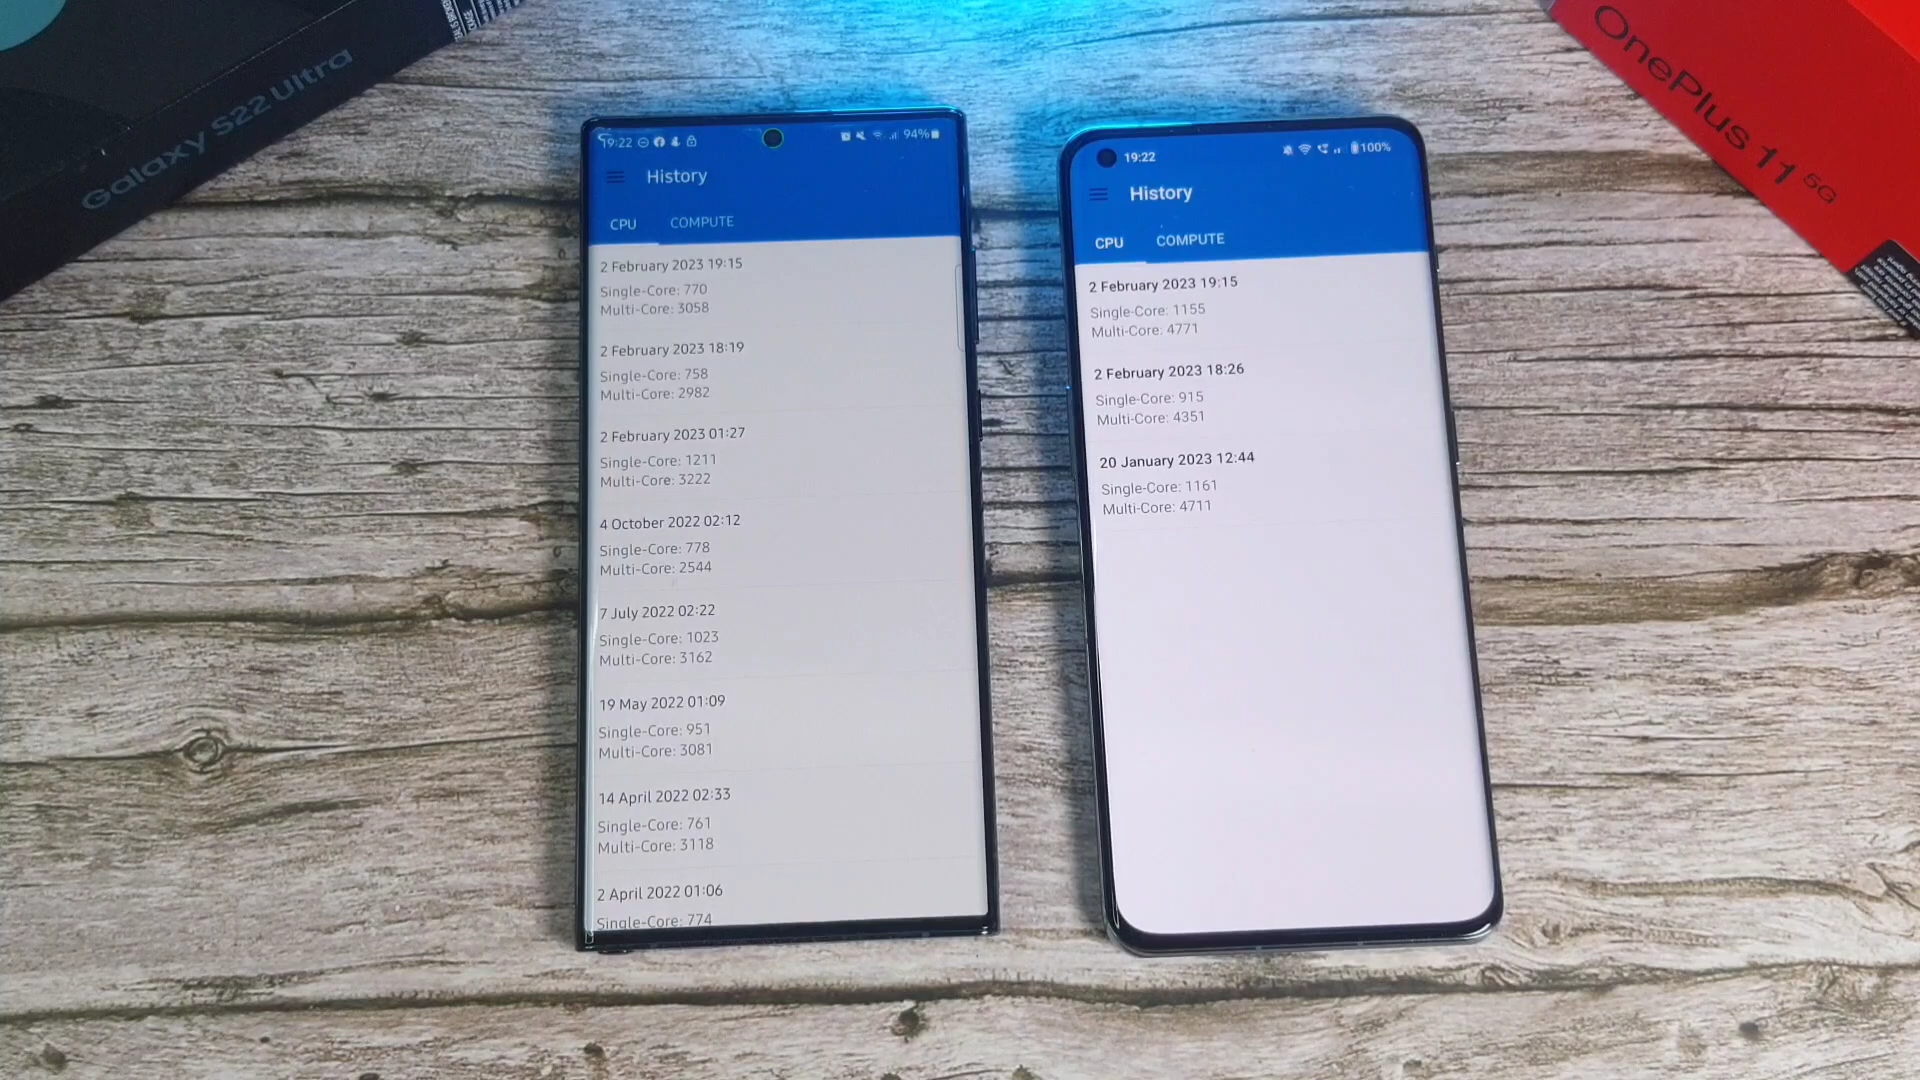 Galaxy S22 Ultra
19:22
94%
History
CPU COMPUTE
2 February 2023 19:15
Single-Core: 770
Multi-Core: 3058
2 February 2023 18:19
Single-Core: 758
Multi-Core: 2982
2 February 2023 01:27
Single-Core: 1211
Multi-Core: 3222
4 October 2022 02:12
Single-Core: 778
Multi-Core: 2544
7 July 2022 02:22
Single-Core: 1023
Multi-Core: 3162
19 May 2022 01:09
Single-Core: 951
Multi-Core: 3081
14 April 2022 02:33
Single-Core: 761
Multi-Core: 3118
2 April 2022 01:06
Single-Core: 774
19:22
100%
History
CPU COMPUTE
2 February 2023 19:15
Single-Core: 1155
Multi-Core: 4771
2 February 2023 18:26
Single-Core: 915
Multi-Core: 4351
20 January 2023 12:44
Single-Core: 1161
Multi-Core: 4711
OnePlus 11 5G